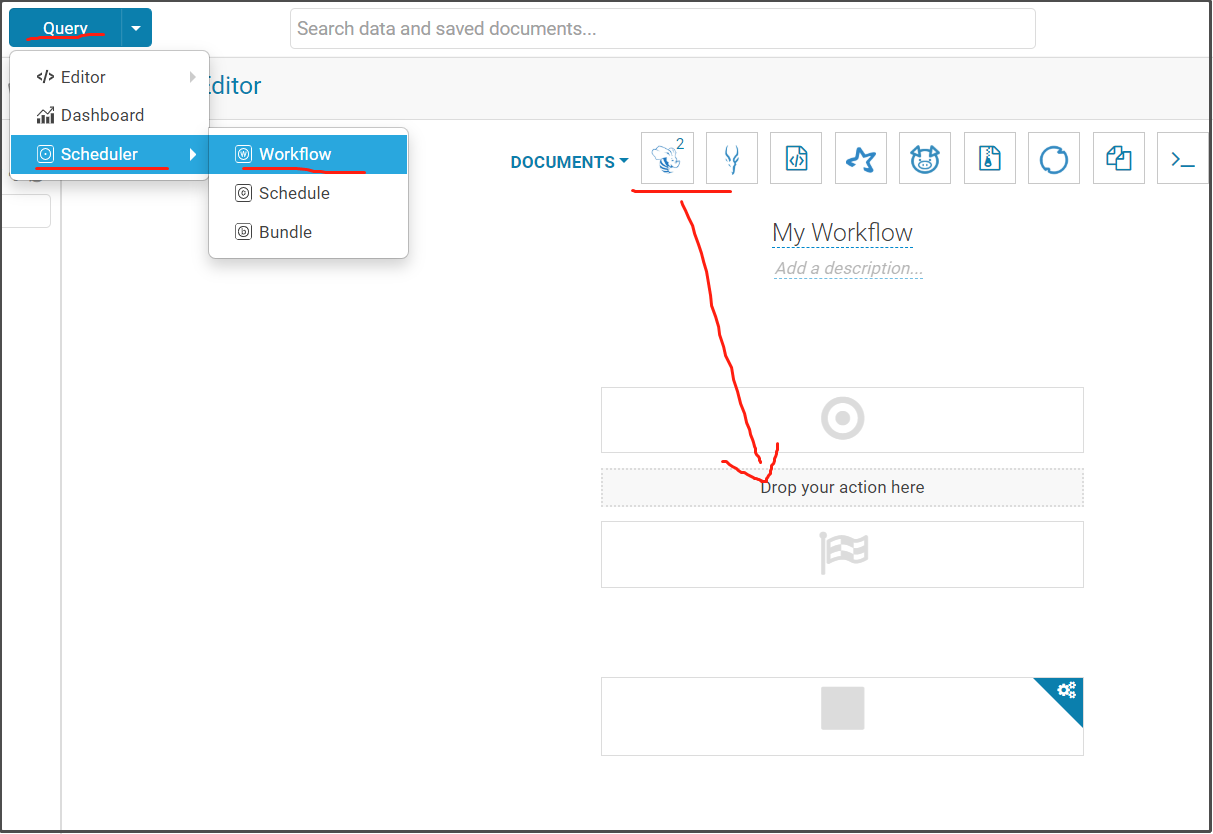 Query
Search data and saved documents...
Editor
Editor
Dashboard
Scheduler
Workflow
Schedule
Bundle
DOCUMENTS
2
My Workflow
Add a description...
Drop your action here